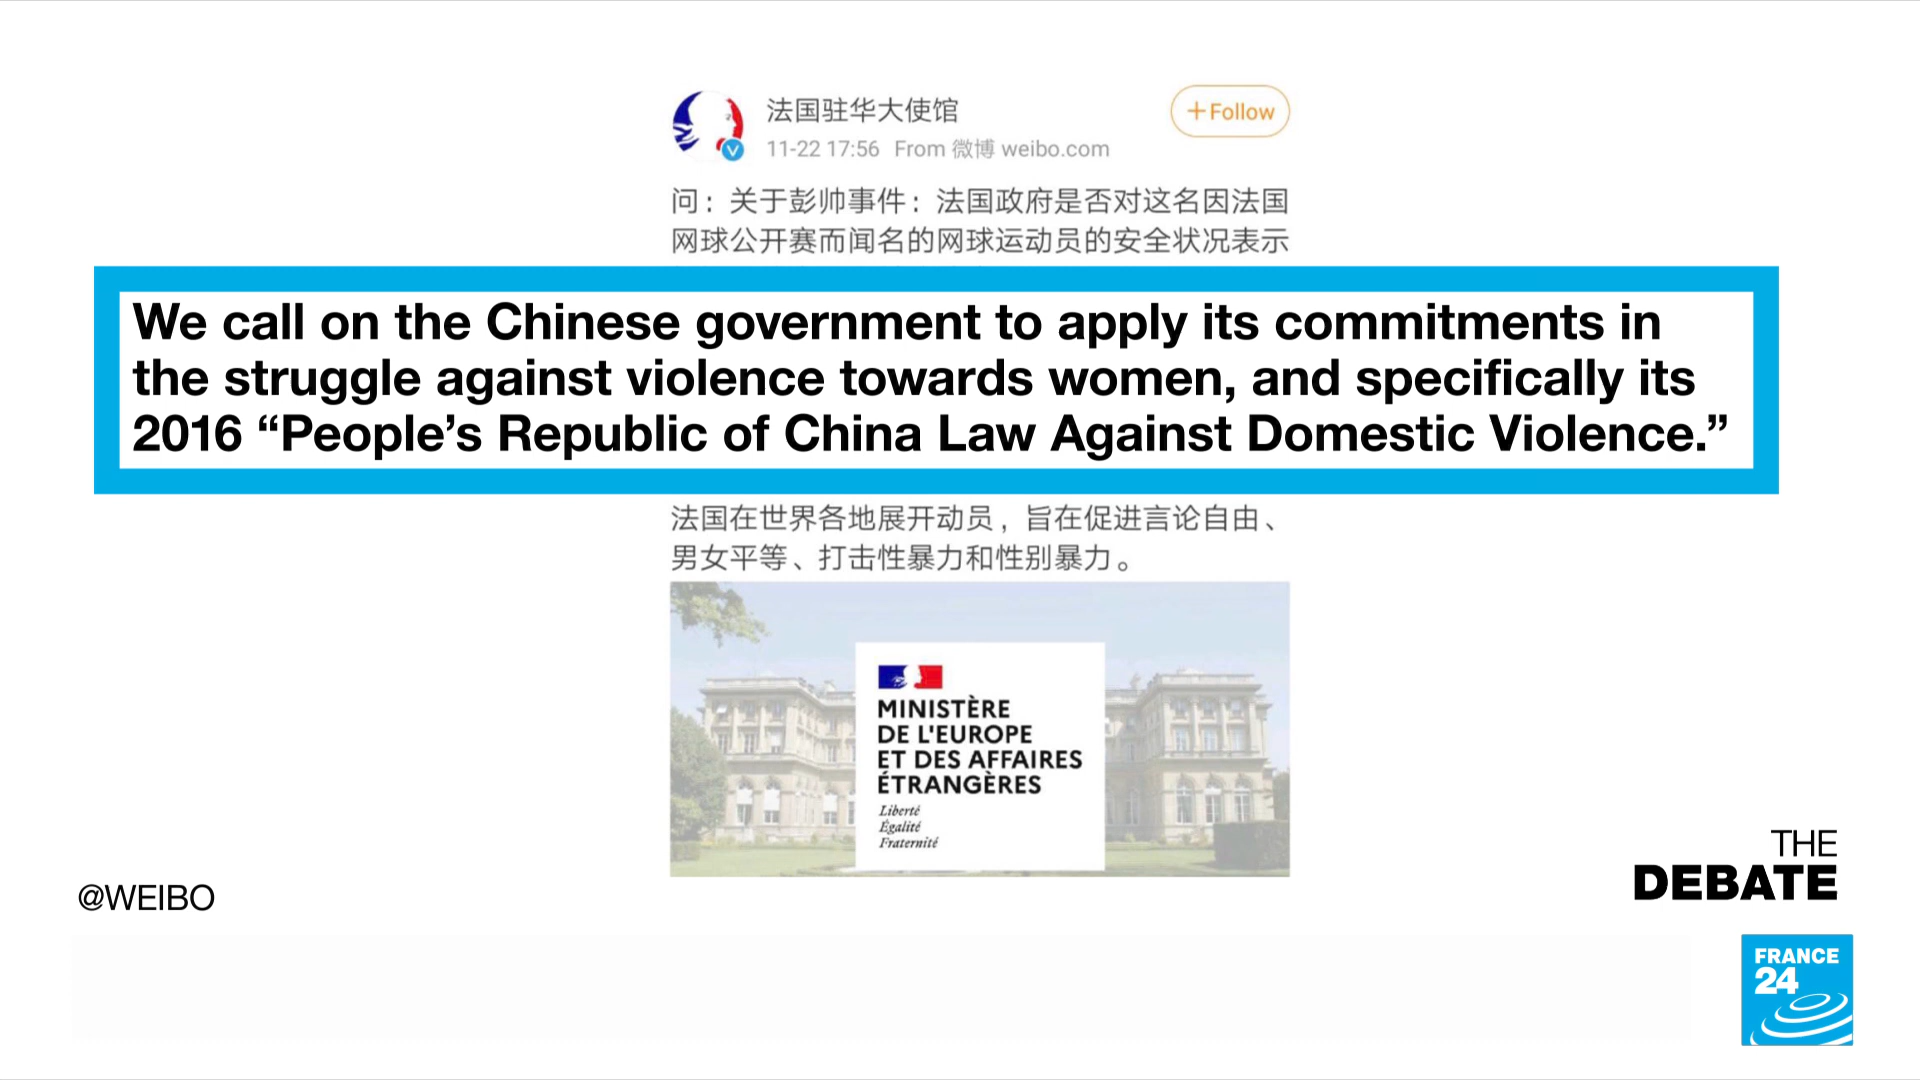 法国驻华大使馆
+Follow
11-22 17:56 From 微博 weibo.com
问：关于彭帅事件：法国政府是否对这名因法国
网球公开赛而闻名的网球运动员的安全状况表示
We call on the Chinese government to apply its commitments in
the struggle against violence towards women, and specifically its
2016 “People’s Republic of China Law Against Domestic Violence.”
法国在世界各地展开动员，旨在促进言论自由、
男女平等、打击性暴力和性别暴力。
MINISTÈRE
DE L'EUROPE
ET DES AFFAIRES
ÉTRANGÈRES
Liberté
Égalité
Fraternité
@WEIBO
THE
DEBATE
FRANCE
24